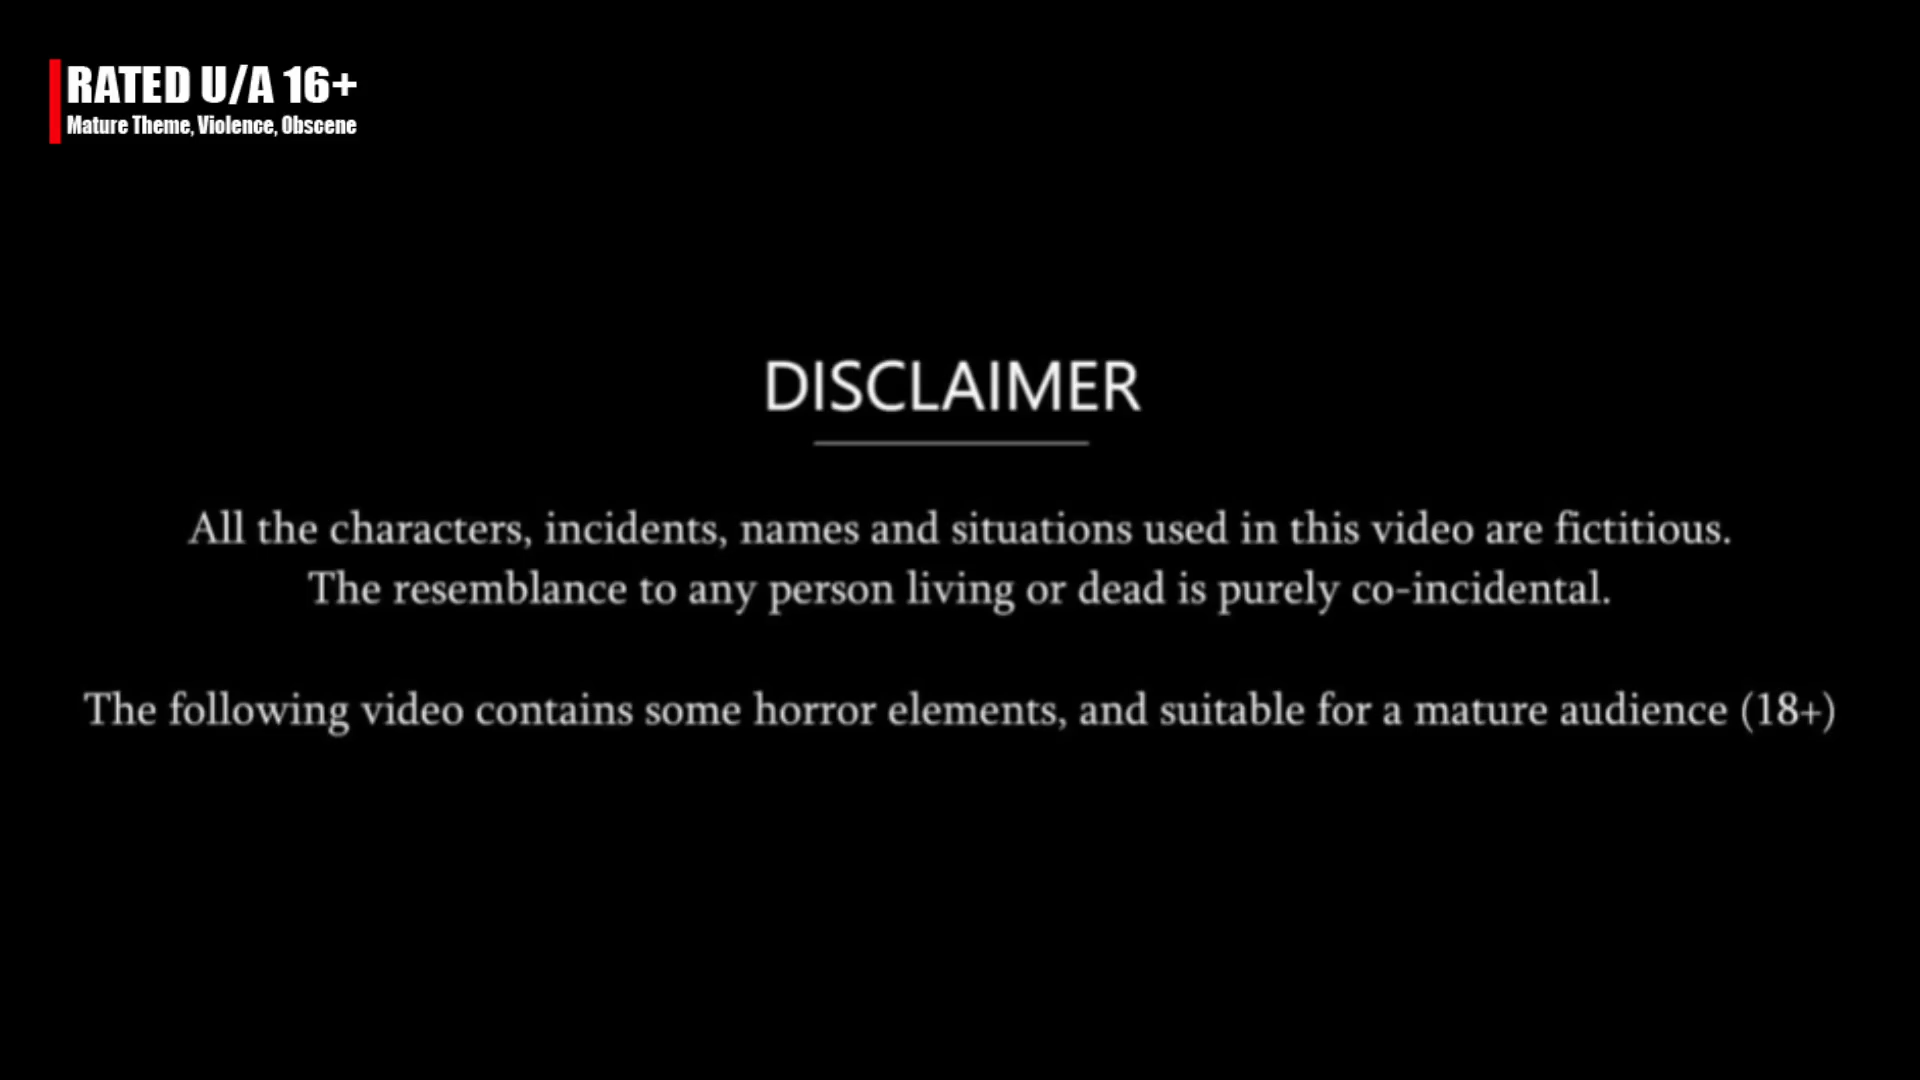 RATED U/A 16+
Mature Theme, Violence, Obscene
DISCLAIMER
All the characters, incidents, names and situations used in this video are fictitious.
The resemblance to any person living or dead is purely co-incidental.
The following video contains some horror elements, and suitable for a mature audience (18+)